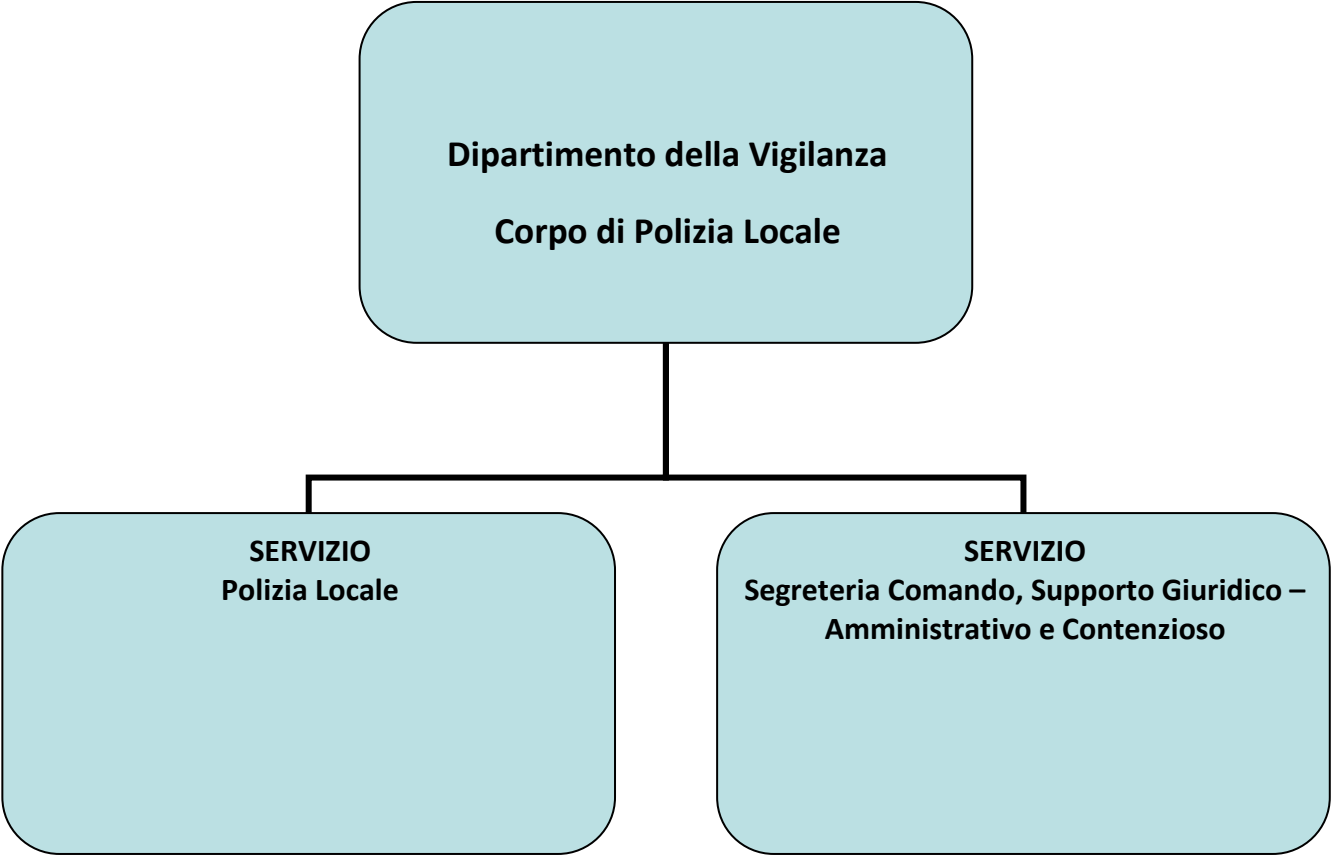 Dipartimento della Vigilanza
Corpo di Polizia Locale
SERVIZIO
Polizia Locale
SERVIZIO
Segreteria Comando, Supporto Giuridico –
Amministrativo e Contenzioso